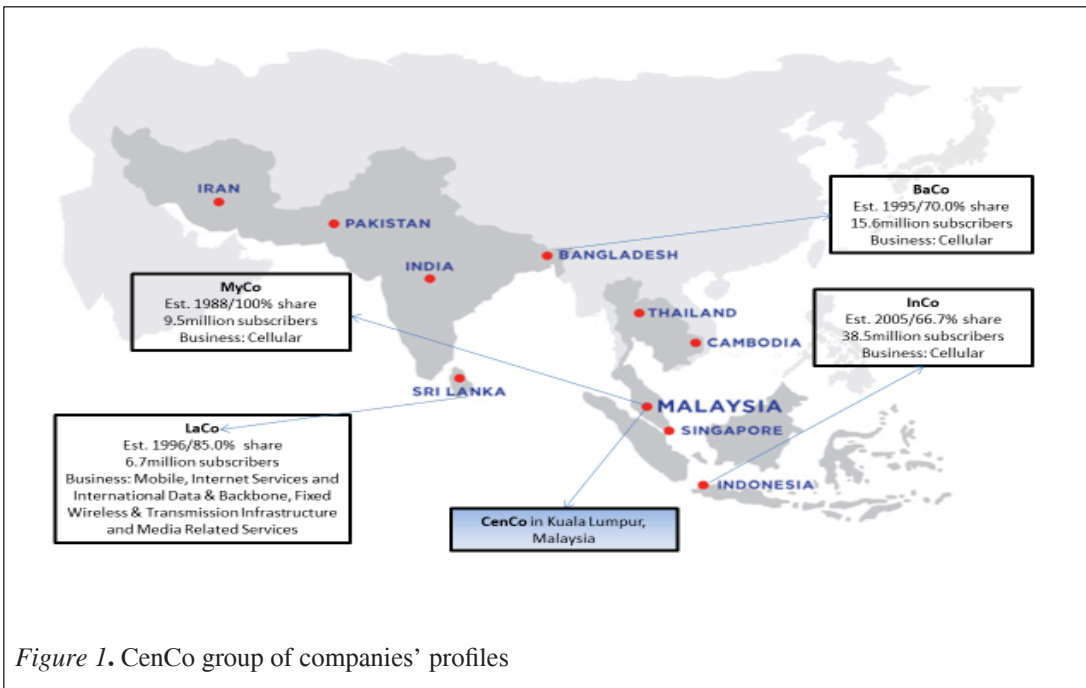 IRAN
PAKISTAN
INDIA
BANGLADESH
THAILAND
CAMBODIA
SRI LANKA
MALAYSIA
SINGAPORE
INDONESIA
BaCo
Est. 1995/70.0% share
15.6million subscribers
Business: Cellular
MyCo
Est. 1988/100% share
9.5million subscribers
Business: Cellular
InCo
Est. 2005/66.7% share
38.5million subscribers
Business: Cellular
LaCo
Est. 1996/85.0% share
6.7million subscribers
Business: Mobile, Internet Services and
International Data & Backbone, Fixed
Wireless & Transmission Infrastructure
and Media Related Services
CenCo in Kuala Lumpur,
Malaysia
Figure 1. CenCo group of companies’ profiles